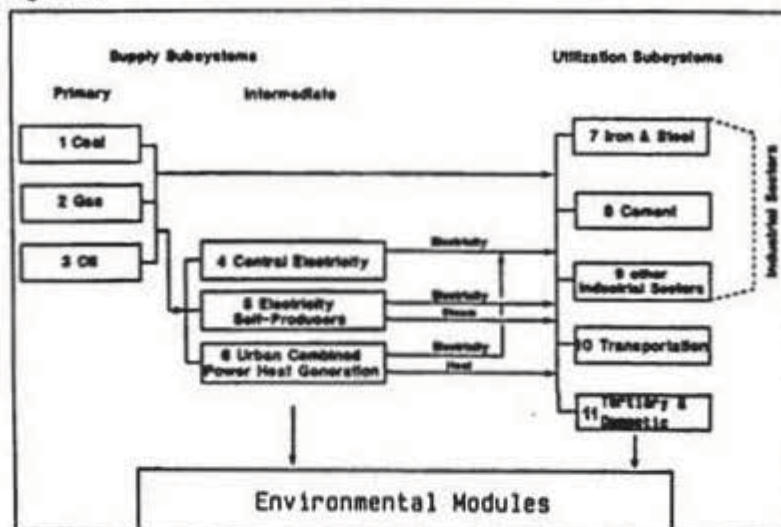 Supply Subsystems
Utilization Subsystems
Primary
Intermediate
1 Coal
2 Gas
3 Oil
4 Central Electricity
5 Electricity
Self-Producers
6 Urban Combined
Power Heat Generation
Electricity
Electricity
Steam
Electricity
Heat
7 Iron & Steel
8 Cement
9 other
Industrial Sectors
10 Transportation
11 Tertiary &
Domestic
Industrial Sectors
Environmental Modules